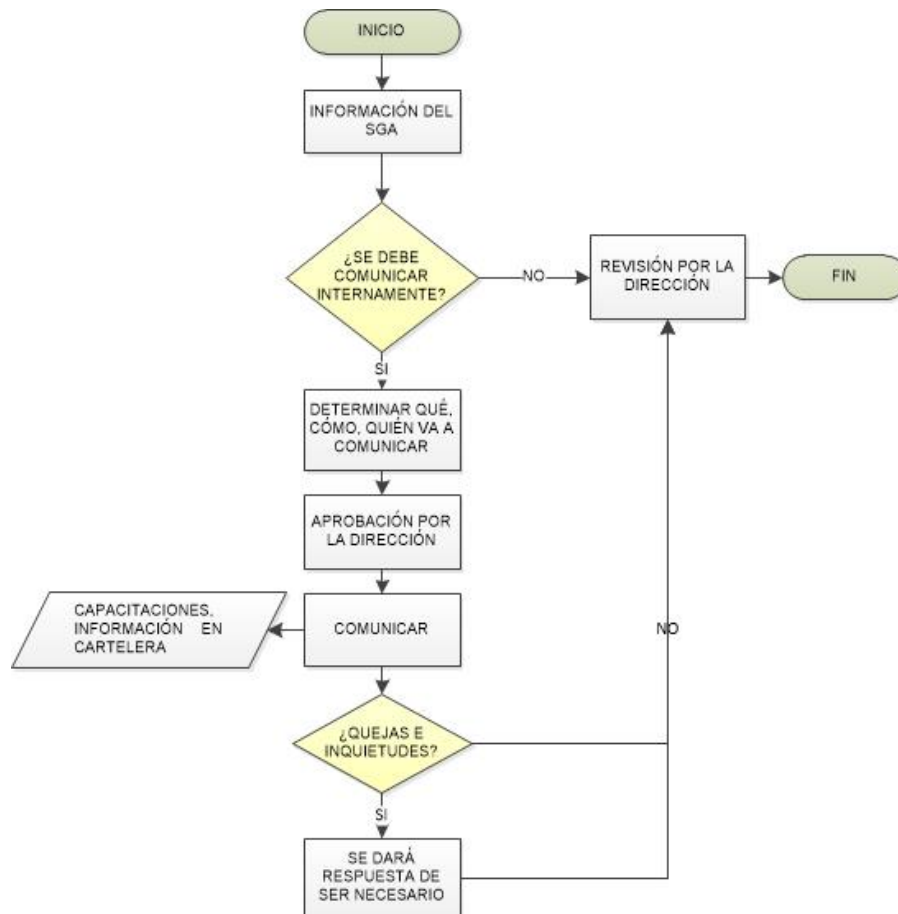 INICIO
INFORMACIÓN DEL
SGA
¿SE DEBE
COMUNICAR
INTERNAMENTE?
NO
REVISIÓN POR LA
DIRECCIÓN
FIN
SI
DETERMINAR QUÉ,
CÓMO, QUIÉN VA A
COMUNICAR
APROBACIÓN POR
LA DIRECCIÓN
CAPACITACIONES,
INFORMACIÓN EN
CARTELERA
COMUNICAR
NO
¿QUEJAS E
INQUIETUDES?
SI
SE DARÁ
RESPUESTA DE
SER NECESARIO